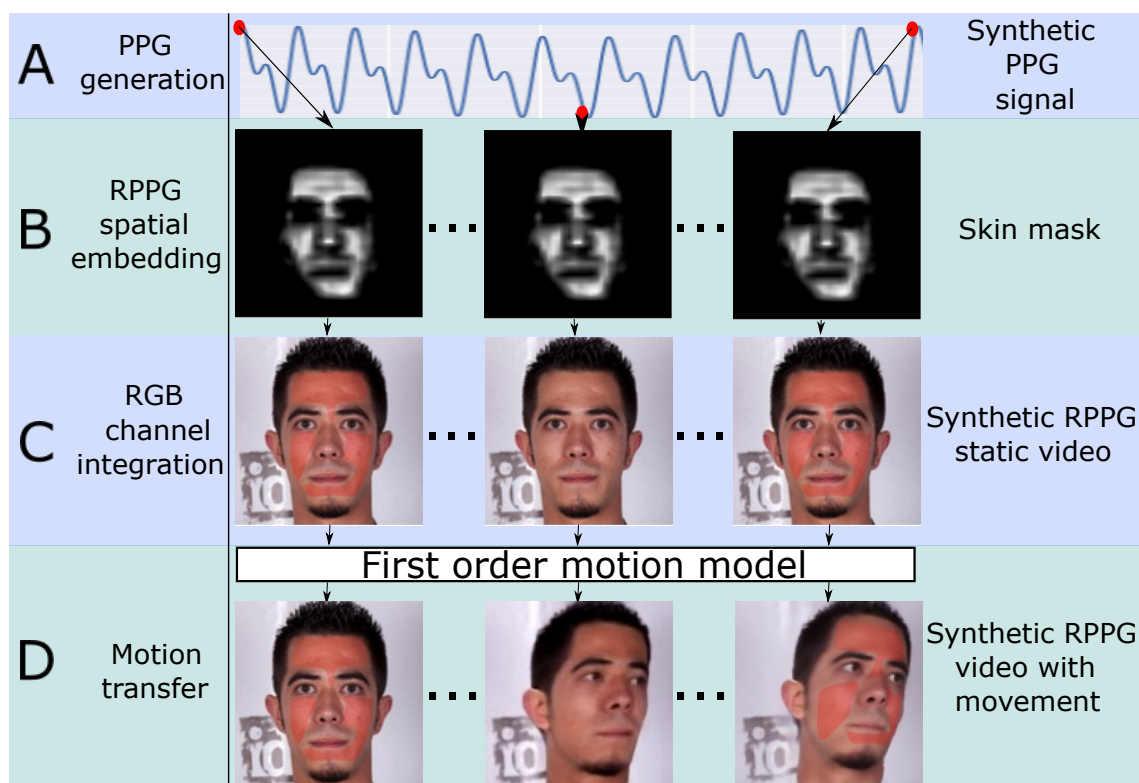 A
PPG
generation
Synthetic
PPG
signal
B
RPPG
spatial
embedding
Skin mask
C
RGB
channel
integration
Synthetic RPPG
static video
First order motion model
D
Motion
transfer
Synthetic RPPG
video with
movement